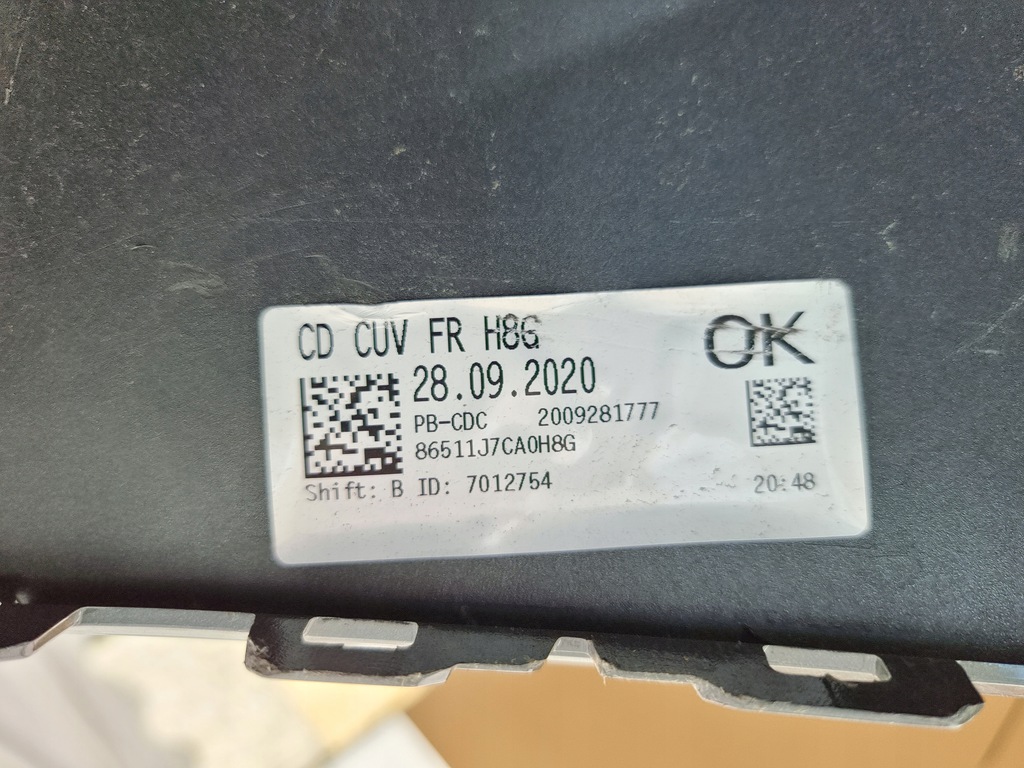 CD CUV FR H8G
OK
28.09.2020
PB-CDC 2009281777
86511J7CA0H8G
Shift: B ID: 7012754
20:48